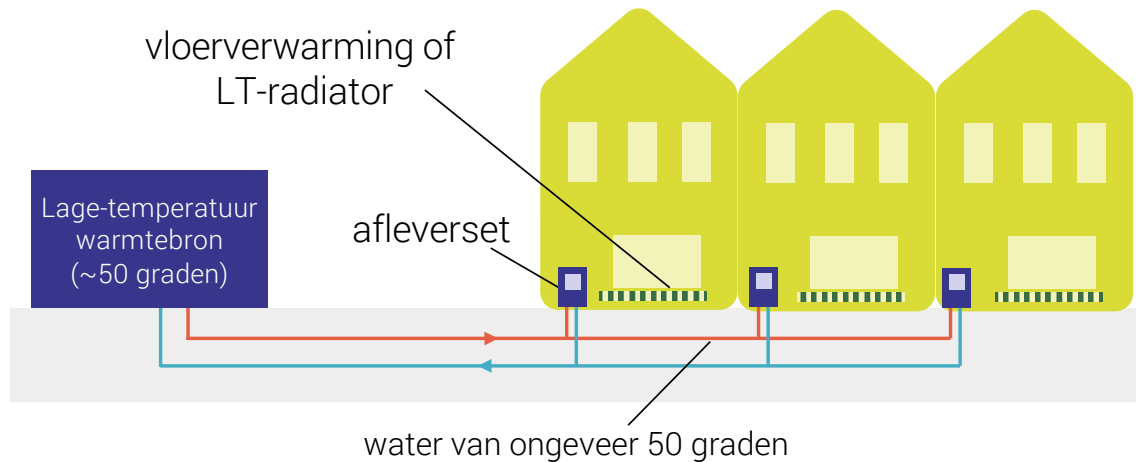 vloerverwarming of
LT-radiator
Lage-temperatuur
warmtebron
(~50 graden)
afleverset
water van ongeveer 50 graden